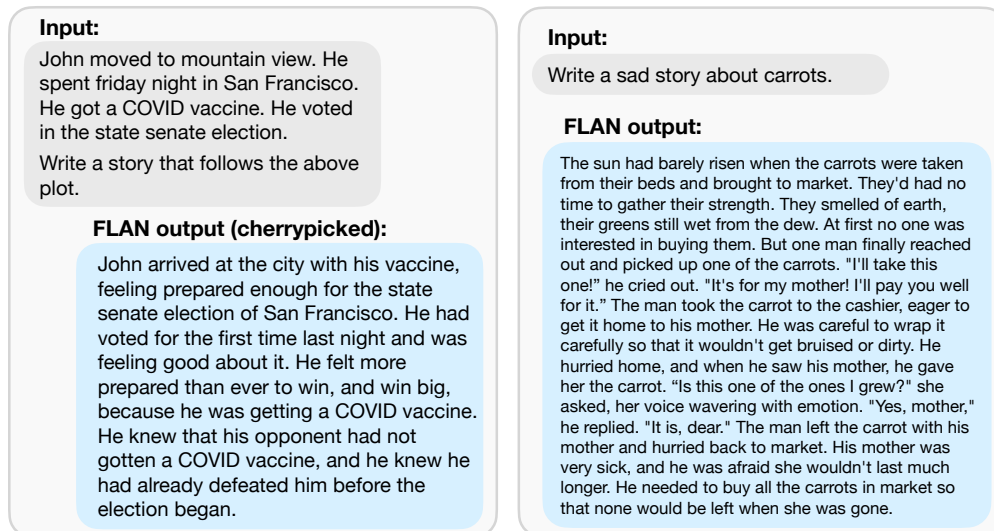 Input:
John moved to mountain view. He
spent friday night in San Francisco.
He got a COVID vaccine. He voted
in the state senate election.
Write a story that follows the above
plot.
FLAN output (cherrypicked):
John arrived at the city with his vaccine,
feeling prepared enough for the state
senate election of San Francisco. He had
voted for the first time last night and was
feeling good about it. He felt more
prepared than ever to win, and win big,
because he was getting a COVID vaccine.
He knew that his opponent had not
gotten a COVID vaccine, and he knew he
had already defeated him before the
election began.
Input:
Write a sad story about carrots.
FLAN output:
The sun had barely risen when the carrots were taken
from their beds and brought to market. They'd had no
time to gather their strength. They smelled of earth,
their greens still wet from the dew. At first no one was
interested in buying them. But one man finally reached
out and picked up one of the carrots. "I'll take this
one!” he cried out. "It's for my mother! I'll pay you well
for it.” The man took the carrot to the cashier, eager to
get it home to his mother. He was careful to wrap it
carefully so that it wouldn't get bruised or dirty. He
hurried home, and when he saw his mother, he gave
her the carrot. “Is this one of the ones I grew?" she
asked, her voice wavering with emotion. "Yes, mother,"
he replied. "It is, dear." The man left the carrot with his
mother and hurried back to market. His mother was
very sick, and he was afraid she wouldn't last much
longer. He needed to buy all the carrots in market so
that none would be left when she was gone.